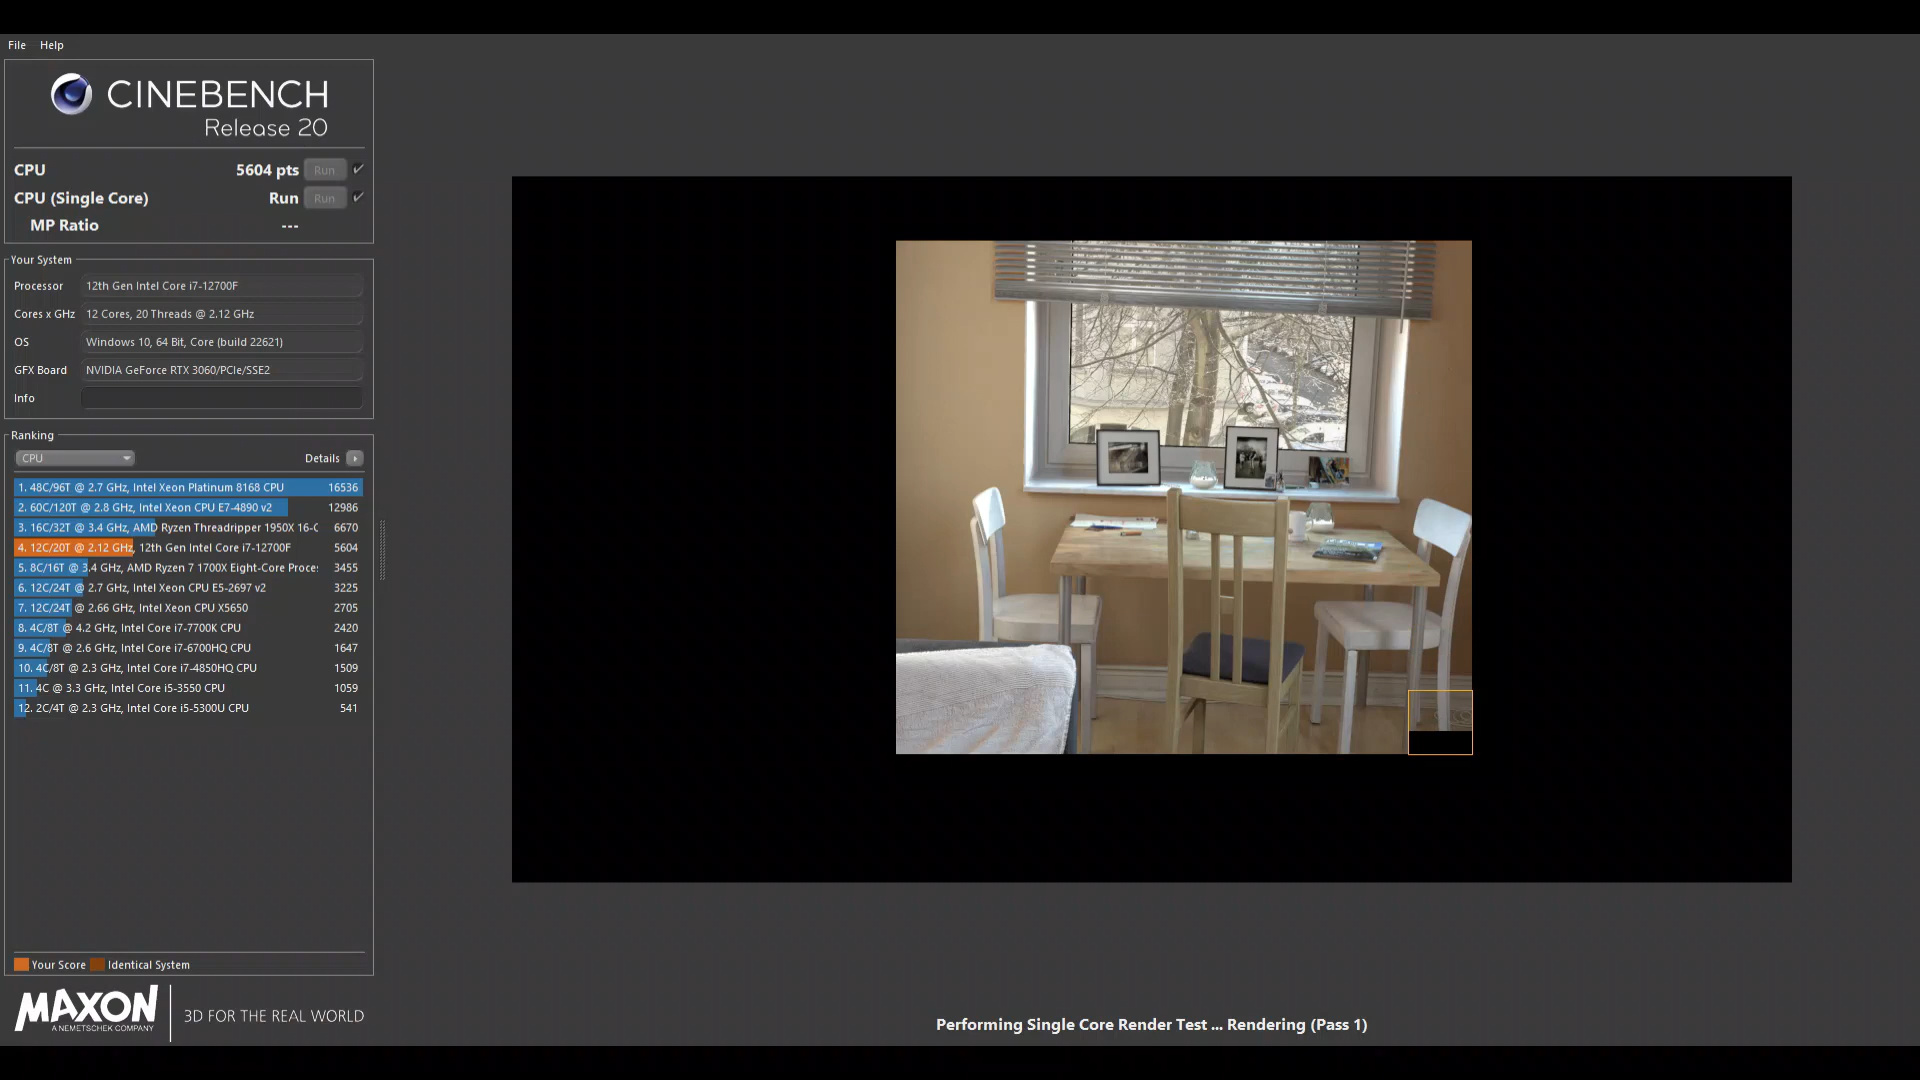 File Help
CINEBENCH
Release 20
CPU 5604 pts Run
CPU (Single Core) Run Run
MP Ratio ---
Your System
Processor 12th Gen Intel Core i7-12700F
Cores x GHz 12 Cores, 20 Threads @ 2.12 GHz
OS Windows 10, 64 Bit, Core (build 22621)
GFX Board NVIDIA GeForce RTX 3060/PCIe/SSE2
Info
Ranking
CPU Details
1. 48C/96T @ 2.7 GHz, Intel Xeon Platinum 8168 CPU 16536
2. 60C/120T @ 2.8 GHz, Intel Xeon CPU E7-4890 v2 12986
3. 16C/32T @ 3.4 GHz, AMD Ryzen Threadripper 1950X 16-C 6670
4. 12C/20T @ 2.12 GHz, 12th Gen Intel Core i7-12700F 5604
5. 8C/16T @ 3.4 GHz, AMD Ryzen 7 1700X Eight-Core Proce: 3455
6. 12C/24T @ 2.7 GHz, Intel Xeon CPU E5-2697 v2 3225
7. 12C/24T @ 2.66 GHz, Intel Xeon CPU X5650 2705
8. 4C/8T @ 4.2 GHz, Intel Core i7-7700K CPU 2420
9. 4C/8T @ 2.6 GHz, Intel Core i7-6700HQ CPU 1647
10. 4C/8T @ 2.3 GHz, Intel Core i7-4850HQ CPU 1509
11. 4C @ 3.3 GHz, Intel Core i5-3550 CPU 1059
12. 2C/4T @ 2.3 GHz, Intel Core i5-5300U CPU 541
Your Score Identical System
MAXON
A NEMETSCHEK COMPANY
3D FOR THE REAL WORLD
Performing Single Core Render Test ... Rendering (Pass 1)